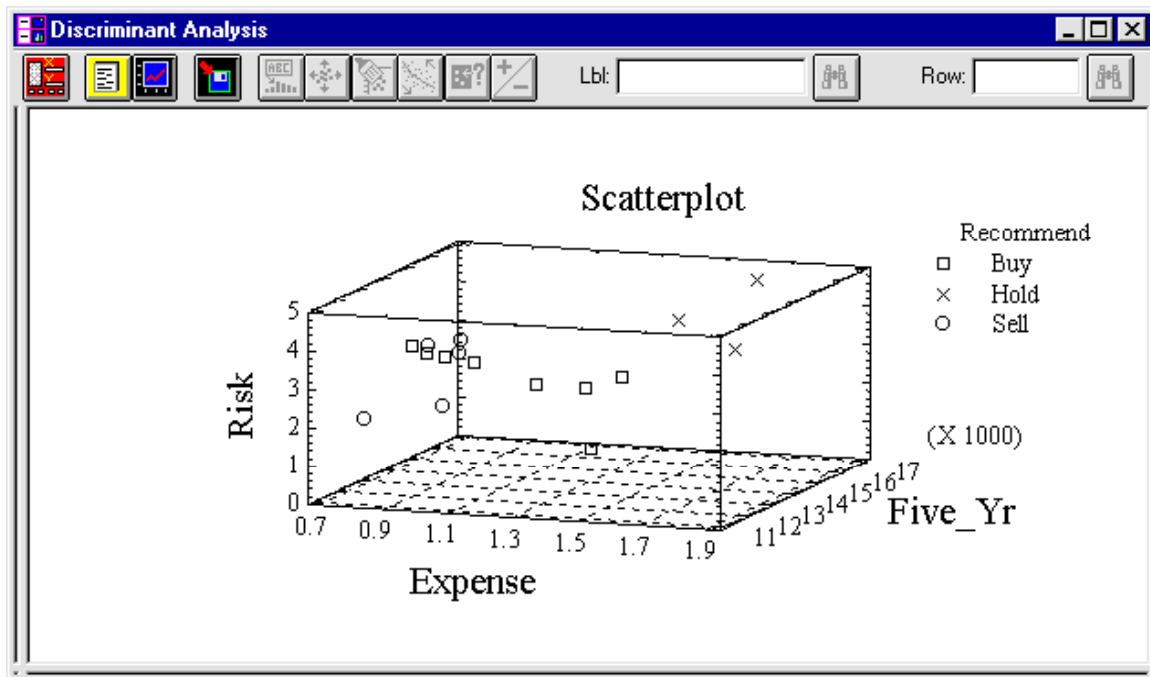 Discriminant Analysis
ABC
Lbl:
Row:
Scatterplot
Recommend
Buy
Hold
Sell
5
4
3
2
1
0
Risk
0.7 0.9 1.1 1.3 1.5 1.7 1.9
Expense
11 12 13 14 15 16 17
(X 1000)
Five_Yr